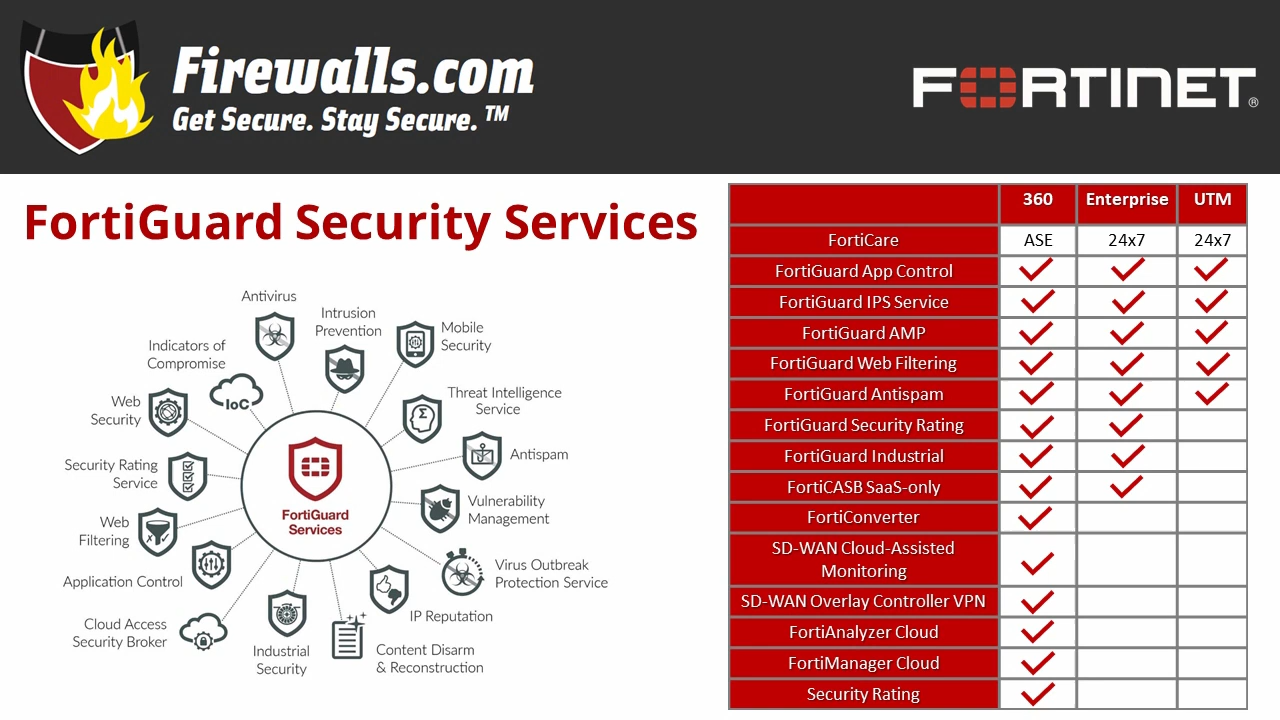 Firewalls.com
Get Secure. Stay Secure. ™
FORTINET®
FortiGuard Security Services
Antivirus
Intrusion
Prevention
Mobile
Security
Indicators of
Compromise
IoC
Web
Security
Threat Intelligence
Service
Σ
Antispam
Security Rating
Service
FortiGuard
Services
Vulnerability
Management
Web
Filtering
Virus Outbreak
Protection Service
Application Control
IP Reputation
Cloud Access
Security Broker
Industrial
Security
Content Disarm
& Reconstruction
360 Enterprise UTM
FortiCare ASE 24x7 24x7
FortiGuard App Control
FortiGuard IPS Service
FortiGuard AMP
FortiGuard Web Filtering
FortiGuard Antispam
FortiGuard Security Rating
FortiGuard Industrial
FortiCASB SaaS-only
FortiConverter
SD-WAN Cloud-Assisted
Monitoring
SD-WAN Overlay Controller VPN
FortiAnalyzer Cloud
FortiManager Cloud
Security Rating